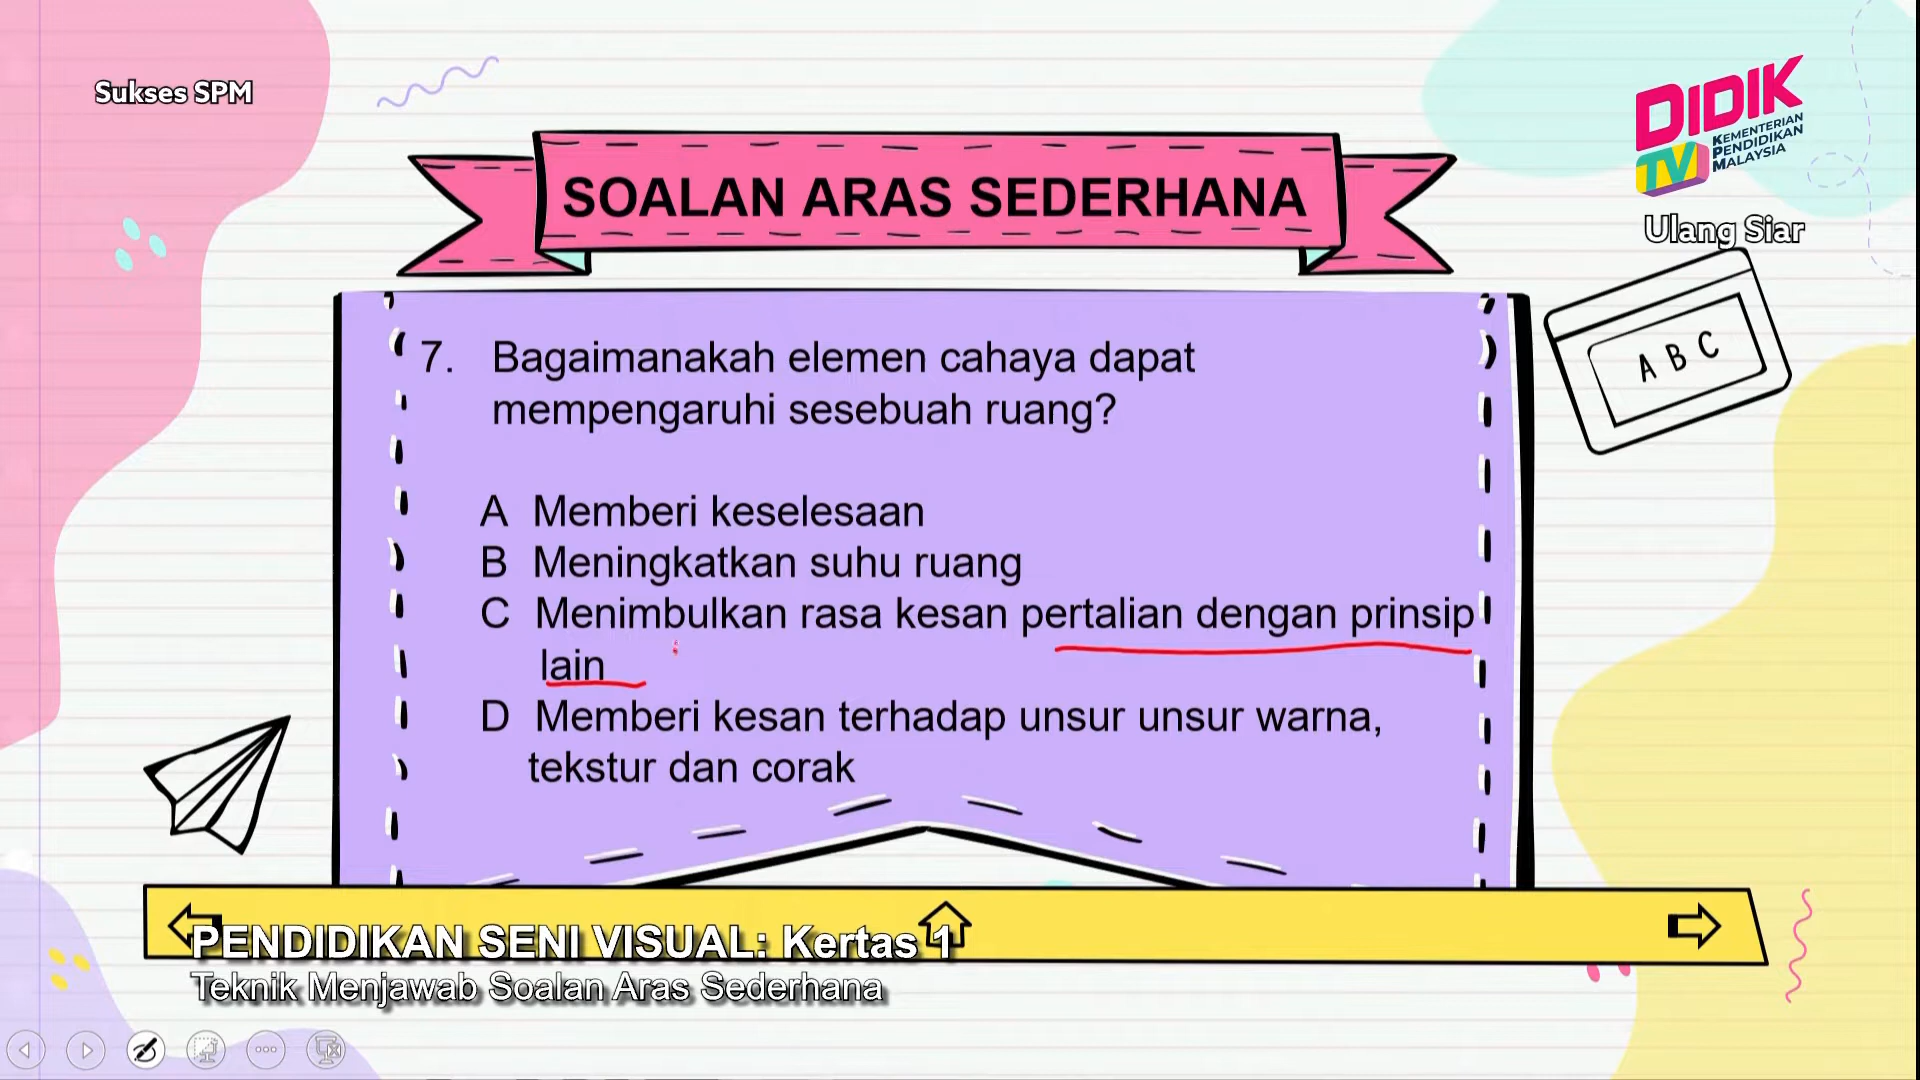 Sukses SPM
DIDIK
TV
KEMENTERIAN
PENDIDIKAN
MALAYSIA
Ulang Siar
SOALAN ARAS SEDERHANA
A B C
7. Bagaimanakah elemen cahaya dapat
mempengaruhi sesebuah ruang?
A Memberi keselesaan
B Meningkatkan suhu ruang
C Menimbulkan rasa kesan pertalian dengan prinsip
lain
D Memberi kesan terhadap unsur unsur warna,
tekstur dan corak
PENDIDIKAN SENI VISUAL: Kertas 1
Teknik Menjawab Soalan Aras Sederhana